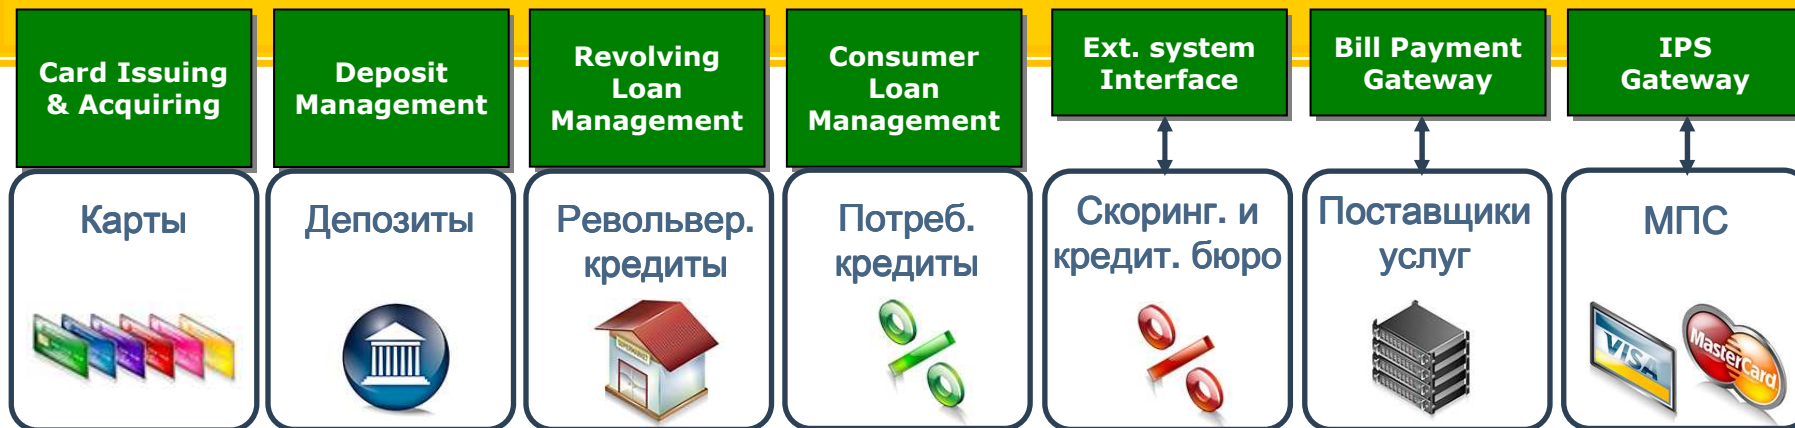 Card Issuing
& Acquiring
Deposit
Management
Revolving
Loan
Management
Consumer
Loan
Management
Ext. system
Interface
Bill Payment
Gateway
IPS
Gateway
Карты
Депозиты
Револьвер.
кредиты
Потреб.
кредиты
Скоринг. и
кредит. бюро
Поставщики
услуг
МПС
SUPERMARKET
VISA
MasterCard